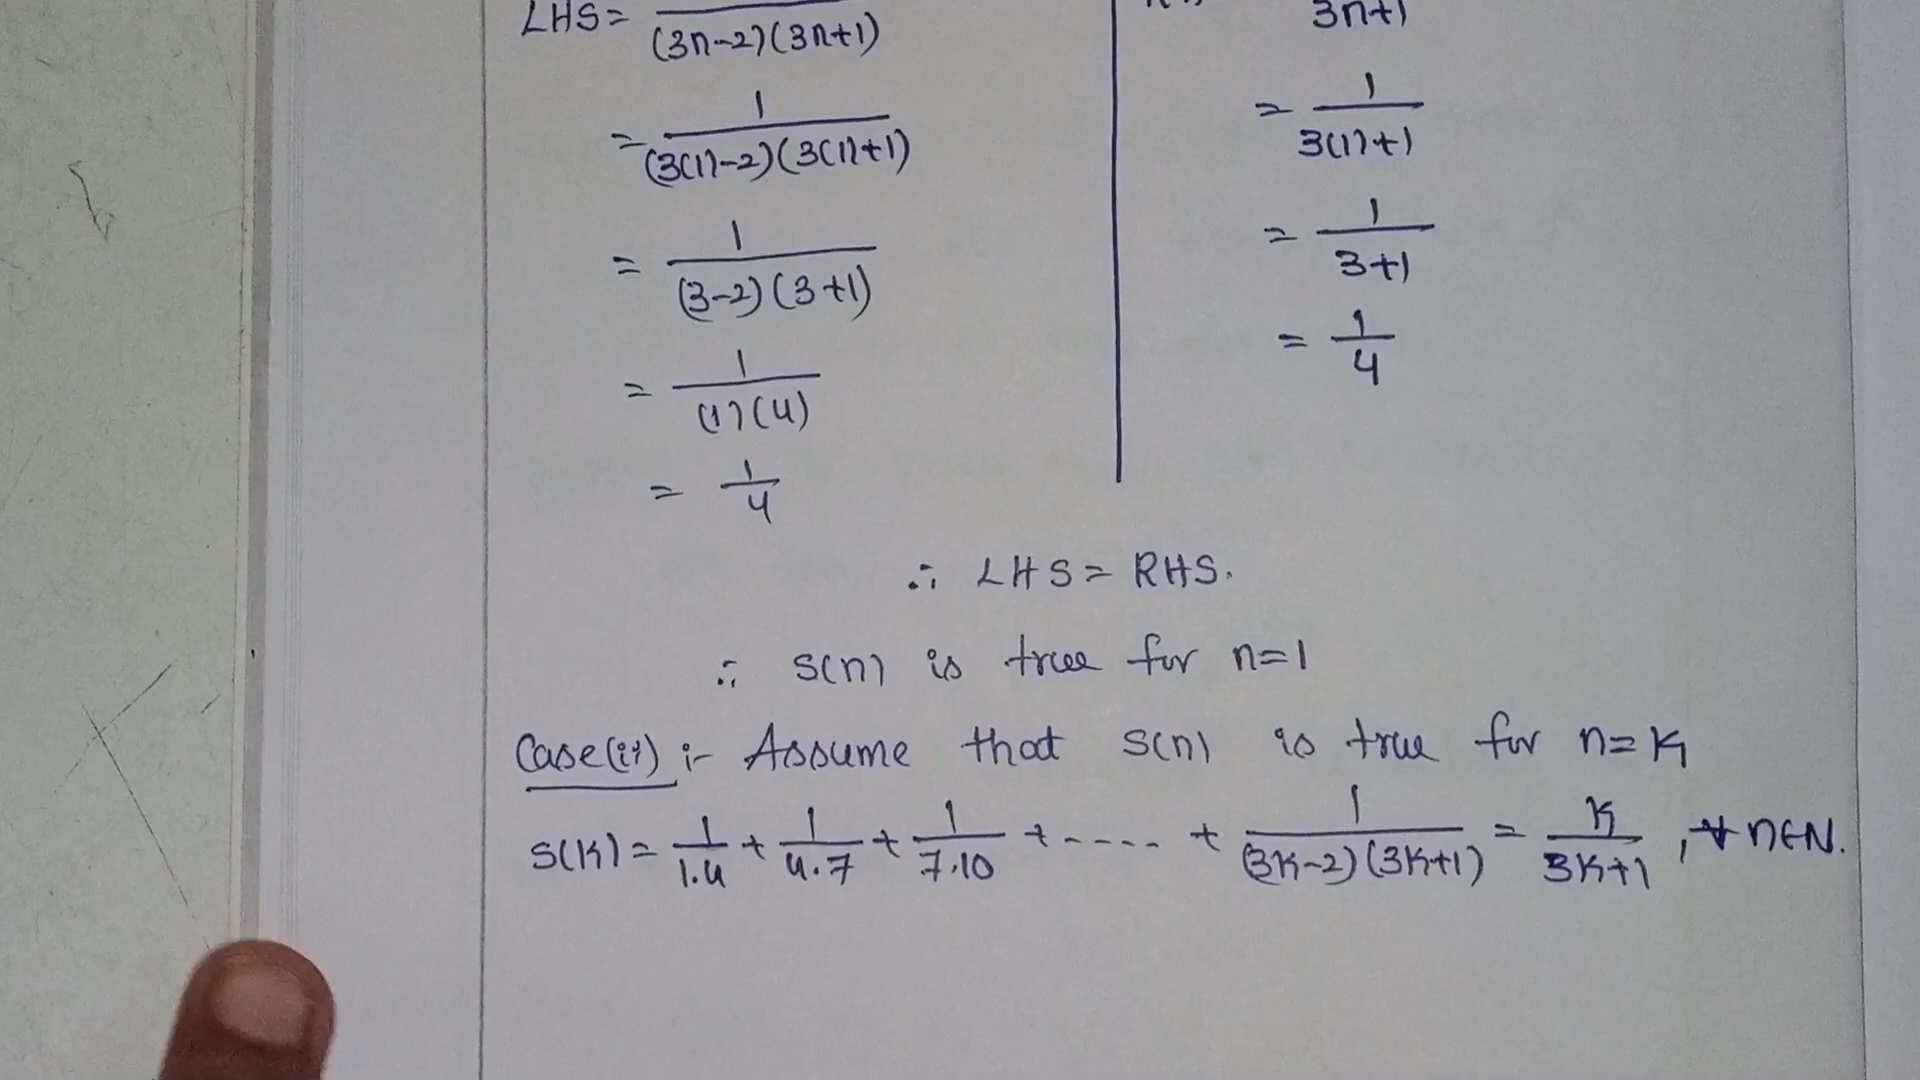 LHS = 1/(3n-2)(3n+1)
= 1/(3(1)-2)(3(1)+1)
= 1/(3-2)(3+1)
= 1/(1)(4)
= 1/4
3n+1
= 1/3(1)+1
= 1/3+1
= 1/4
∴ LHS = RHS.
∴ S(n) is true for n=1
Case(ii) :- Assume that S(n) is true for n=K
S(K) = 1/1.4 + 1/4.7 + 1/7.10 + ---- + 1/(3K-2)(3K+1) = K/3K+1, ∀ n∈N.